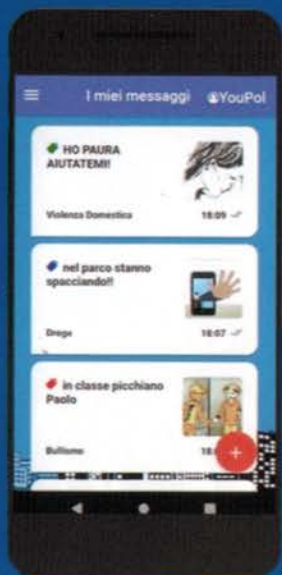 I miei messaggi YouPol
HO PAURA
AIUTATEMI!
Violenza Domestica 18:09
nel parco stanno
spacciando!!
Droga 18:07
in classe picchiano
Paolo
Bullismo